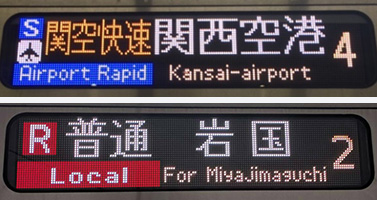 S 関空快速 関西空港 4
Airport Rapid Kansai-airport
R 普通 岩国 2
Local For Miyajimaguchi